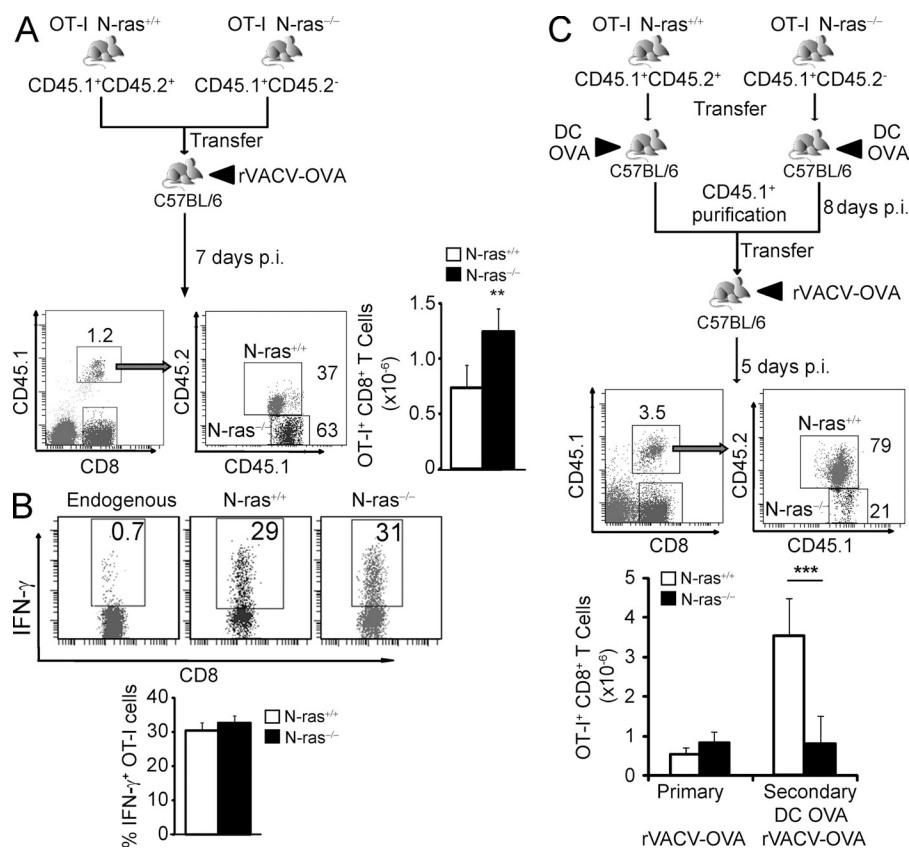 A
OT-I N-ras+/+
OT-I N-ras−/−
CD45.1+CD45.2+
CD45.1+CD45.2-
Transfer
rVACV-OVA
C57BL/6
7 days p.i.
CD45.1
1.2
CD8
CD45.2
N-ras+/+
37
N-ras−/−
63
CD45.1
N-ras+/+
N-ras−/−
OT-I+ CD8+ T Cells
(x10-6)
1.5
1.0
0.5
0
**
B
Endogenous
N-ras+/+
N-ras−/−
IFN-γ
0.7
29
31
CD8
% IFN-γ+ OT-I cells
40
30
20
10
0
N-ras+/+
N-ras−/−
C
OT-I N-ras+/+
OT-I N-ras−/−
CD45.1+CD45.2+
CD45.1+CD45.2-
Transfer
DC
OVA
DC
OVA
C57BL/6
C57BL/6
CD45.1+
purification
8 days p.i.
Transfer
rVACV-OVA
C57BL/6
5 days p.i.
CD45.1
3.5
CD8
CD45.2
N-ras+/+
79
N-ras−/−
21
CD45.1
OT-I+ CD8+ T Cells
(x10-6)
5
4
3
2
1
0
N-ras+/+
N-ras−/−
***
Primary
Secondary
DC OVA
rVACV-OVA
rVACV-OVA